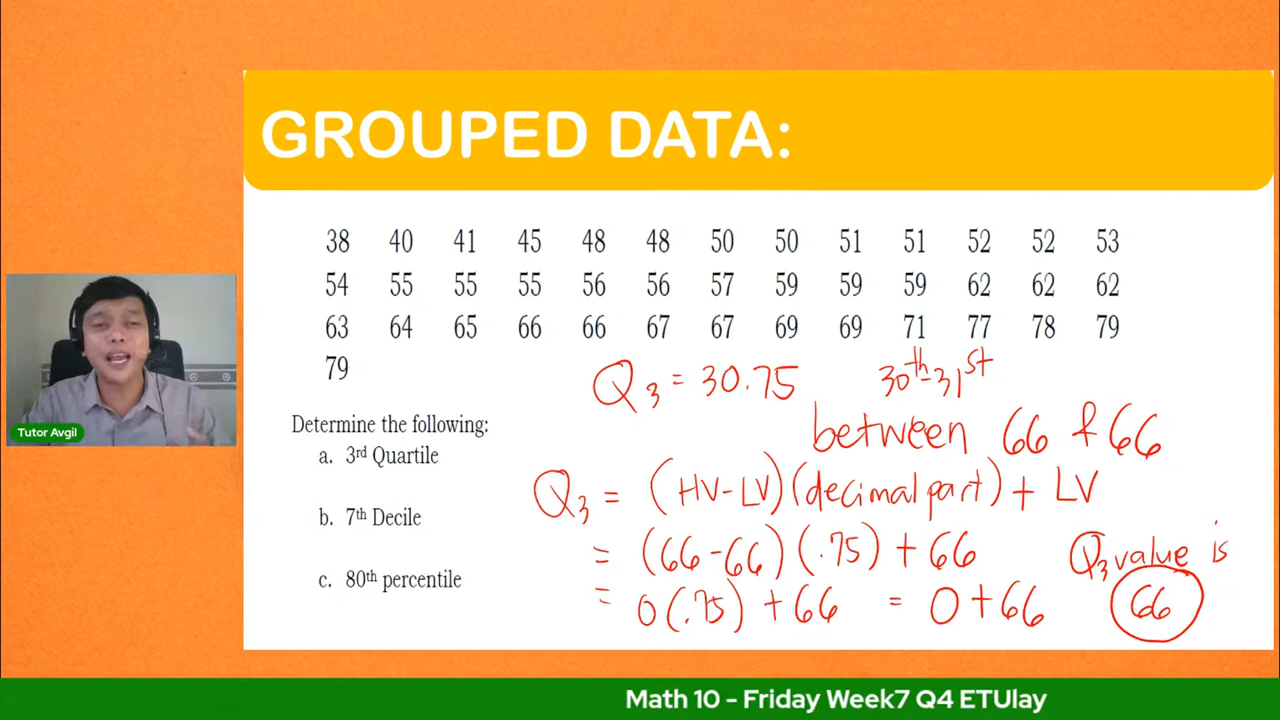 GROUPED DATA:
38 40 41 45 48 48 50 50 51 51 52 52 53
54 55 55 55 56 56 57 59 59 59 62 62 62
63 64 65 66 66 67 67 69 69 71 77 78 79
79
Q3 = 30.75 30th-31st
between 66 & 66
Determine the following:
a. 3rd Quartile
Q3 = (HV-LV)(decimal part) + LV
b. 7th Decile
= (66-66)(.75) + 66
Q3 value is
c. 80th percentile
= 0(.75) + 66 = 0+66
66
Tutor Avgil
Math 10 - Friday Week7 Q4 ETUlay